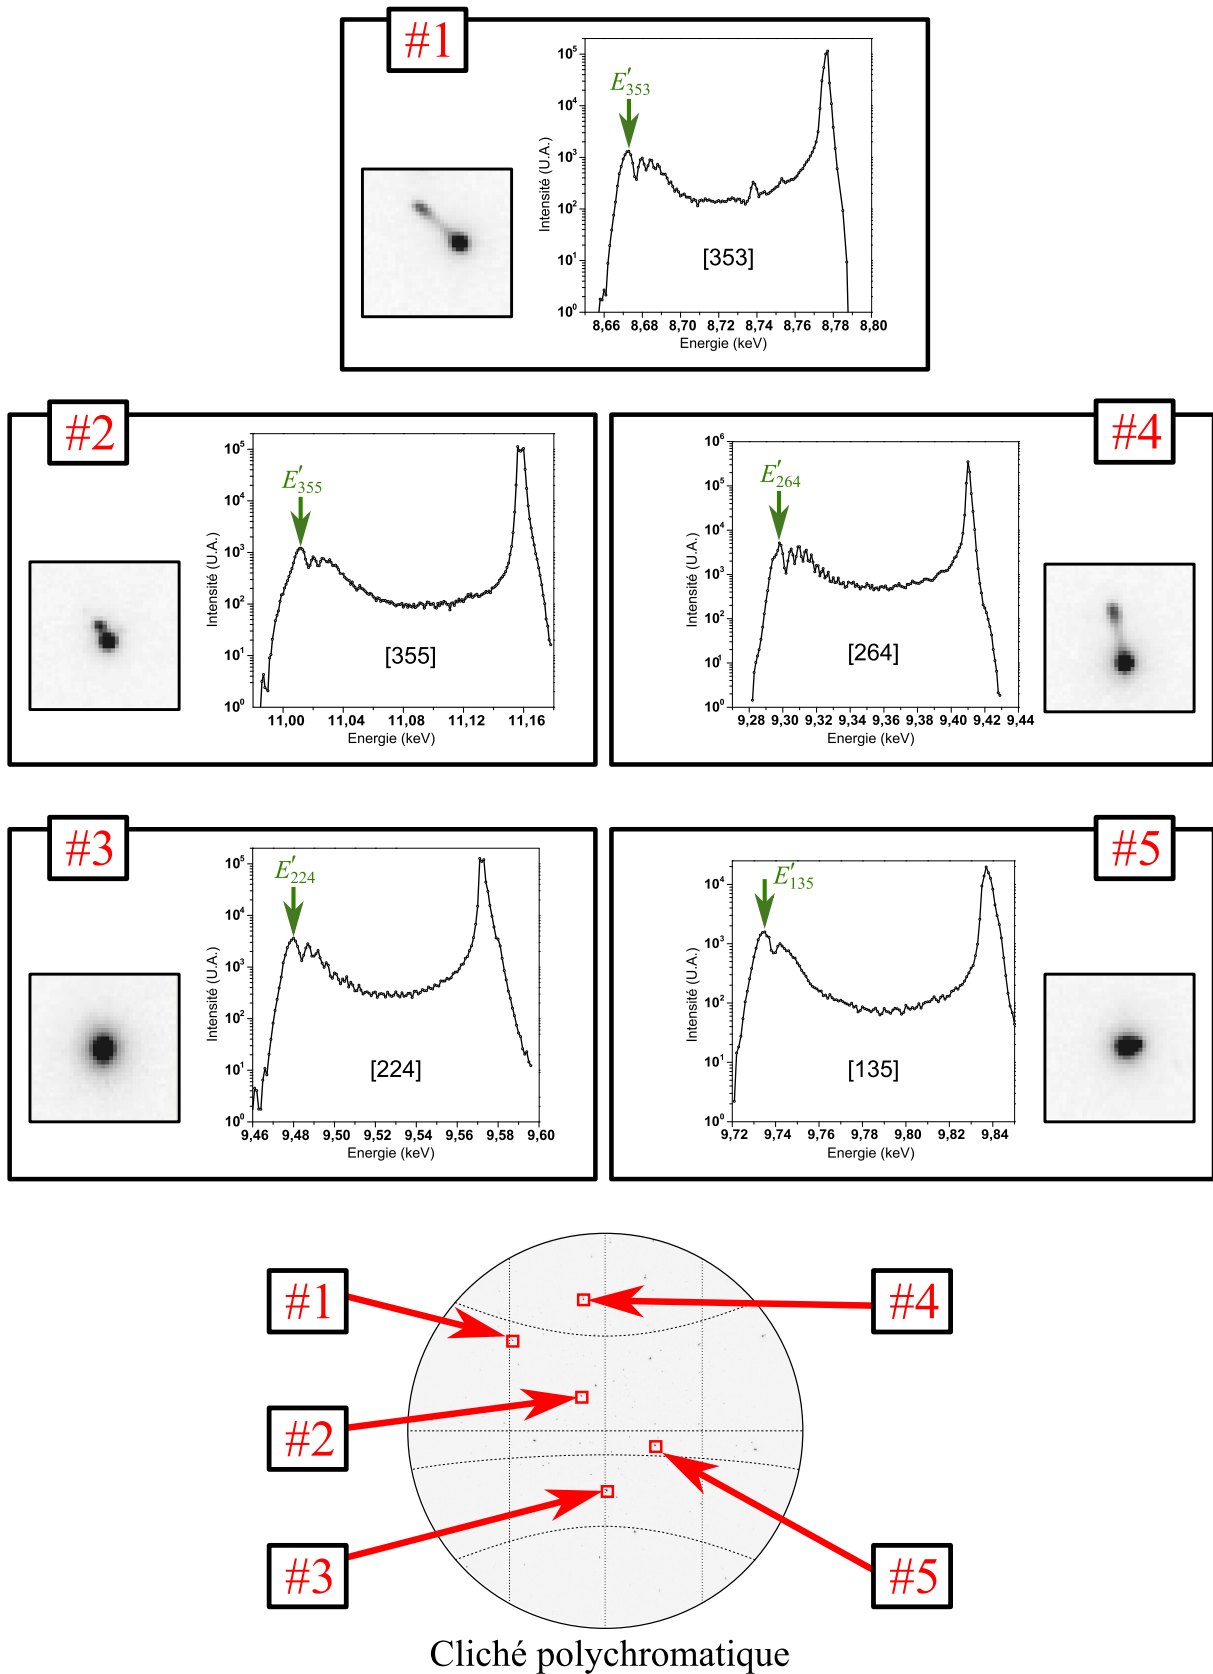 #1
E′353
Intensité (U.A.)
10⁵
10⁴
10³
10²
10¹
10⁰
[353]
8,66 8,68 8,70 8,72 8,74 8,76 8,78 8,80
Energie (keV)
#2
E′355
Intensité (U.A.)
10⁵
10⁴
10³
10²
10¹
10⁰
[355]
11,00 11,04 11,08 11,12 11,16
Energie (keV)
#4
E′264
Intensité (U.A.)
10⁶
10⁵
10⁴
10³
10²
10¹
10⁰
[264]
9,28 9,30 9,32 9,34 9,36 9,38 9,40 9,42 9,44
Energie (keV)
#3
E′224
Intensité (U.A.)
10⁵
10⁴
10³
10²
10¹
10⁰
[224]
9,46 9,48 9,50 9,52 9,54 9,56 9,58 9,60
Energie (keV)
#5
E′135
Intensité (U.A.)
10⁴
10³
10²
10¹
10⁰
[135]
9,72 9,74 9,76 9,78 9,80 9,82 9,84
Energie (keV)
#1
#4
#2
#3
#5
Cliché polychromatique